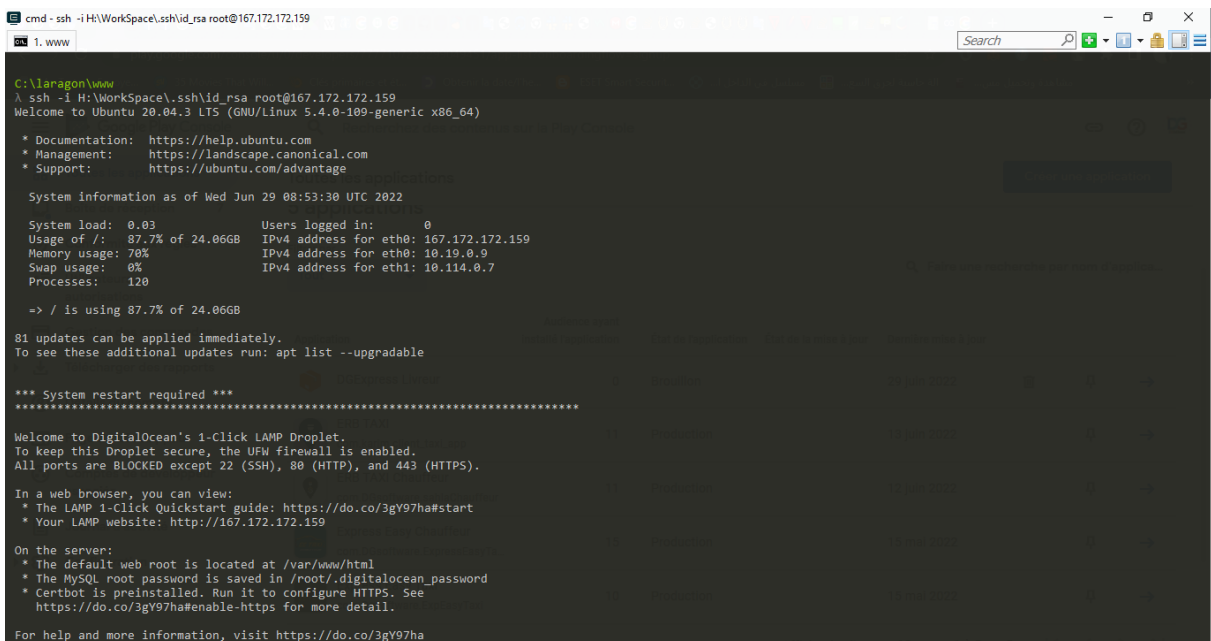 cmd - ssh -i H:\WorkSpace\.ssh\id_rsa root@167.172.172.159
1. www
Search
C:\laragon\www
λ ssh -i H:\WorkSpace\.ssh\id_rsa root@167.172.172.159
Welcome to Ubuntu 20.04.3 LTS (GNU/Linux 5.4.0-109-generic x86_64)
* Documentation: https://help.ubuntu.com
* Management: https://landscape.canonical.com
* Support: https://ubuntu.com/advantage
System information as of Wed Jun 29 08:53:30 UTC 2022
System load: 0.03 Users logged in: 0
Usage of /: 87.7% of 24.06GB IPv4 address for eth0: 167.172.172.159
Memory usage: 70% IPv4 address for eth0: 10.19.0.9
Swap usage: 0% IPv4 address for eth1: 10.114.0.7
Processes: 120
=> / is using 87.7% of 24.06GB
81 updates can be applied immediately.
To see these additional updates run: apt list --upgradable
*** System restart required ***
********************************************************************************
Welcome to DigitalOcean's 1-Click LAMP Droplet.
To keep this Droplet secure, the UFW firewall is enabled.
All ports are BLOCKED except 22 (SSH), 80 (HTTP), and 443 (HTTPS).
In a web browser, you can view:
* The LAMP 1-Click Quickstart guide: https://do.co/3gY97ha#start
* Your LAMP website: http://167.172.172.159
On the server:
* The default web root is located at /var/www/html
* The MySQL root password is saved in /root/.digitalocean_password
* Certbot is preinstalled. Run it to configure HTTPS. See
https://do.co/3gY97ha#enable-https for more detail.
For help and more information, visit https://do.co/3gY97ha